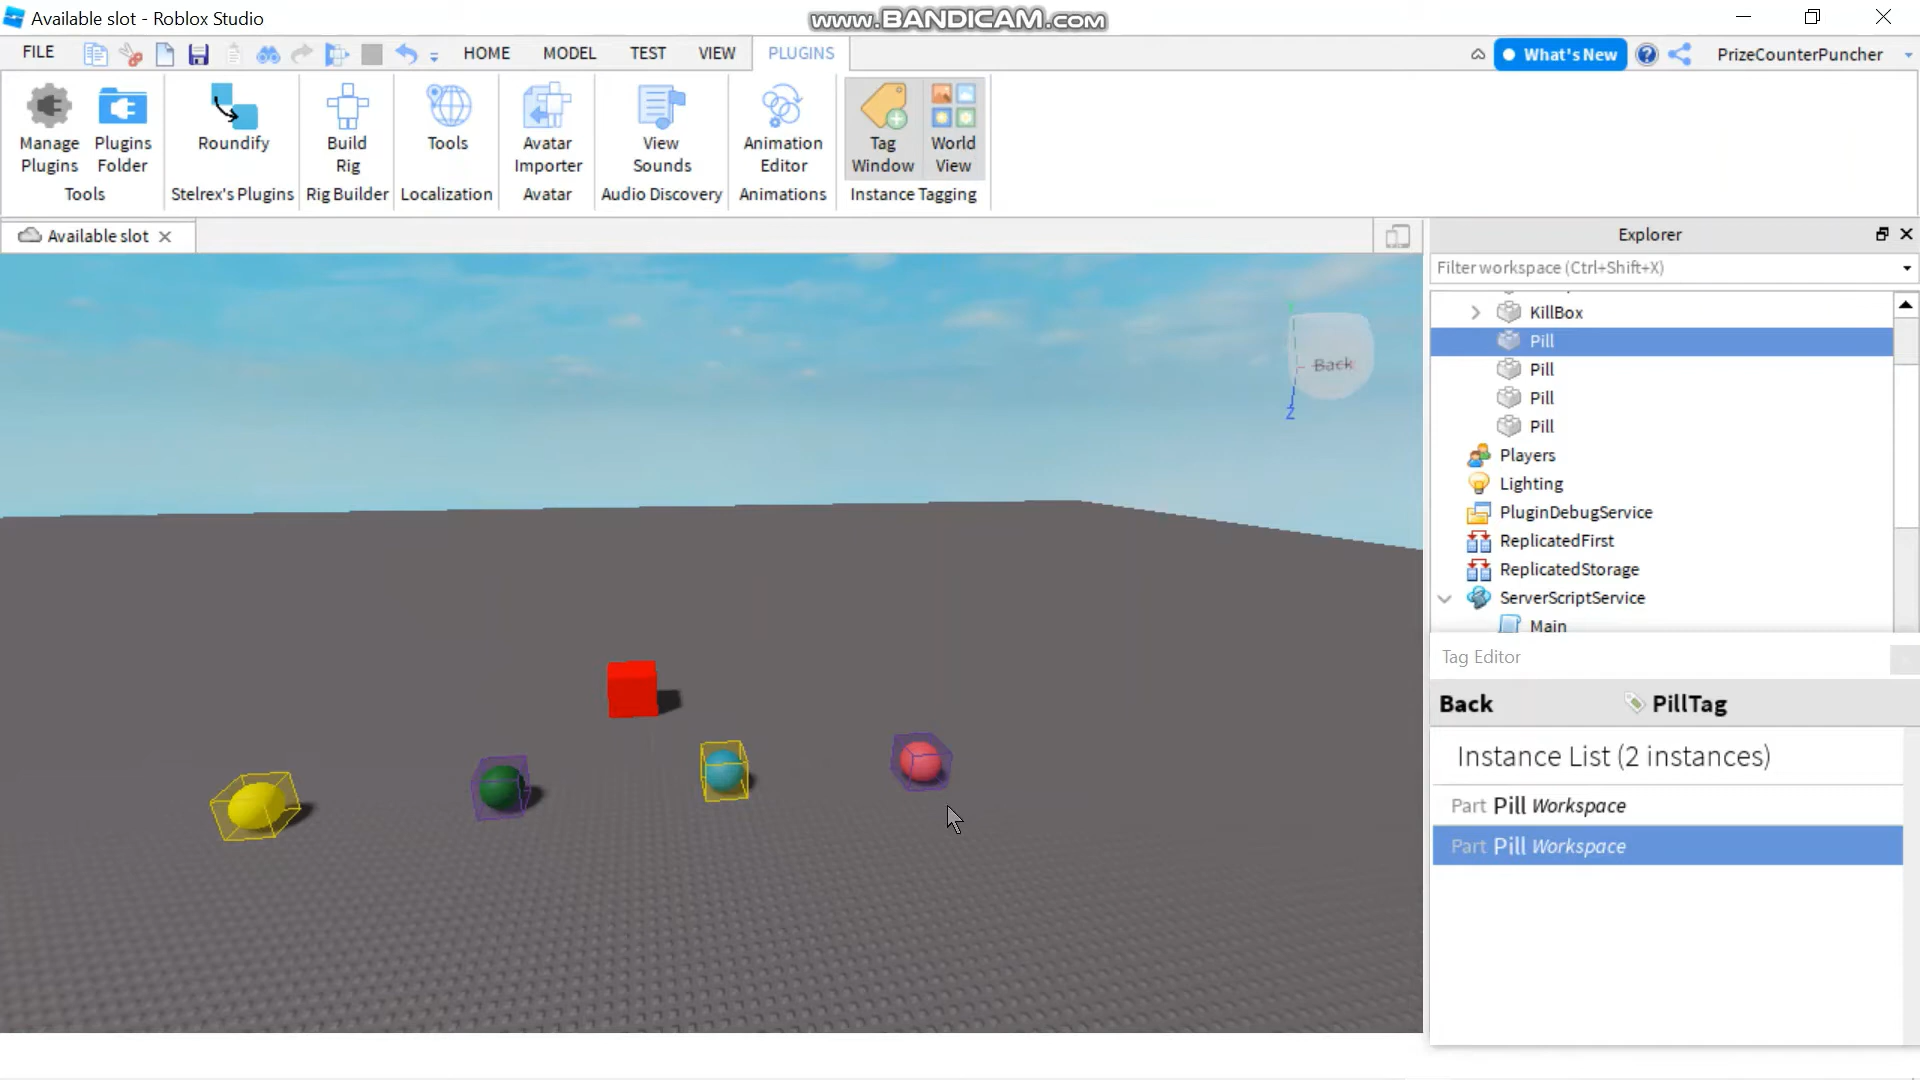 Available slot - Roblox Studio
www.BANDICAM.com
FILE
HOME
MODEL
TEST
VIEW
PLUGINS
What's New
PrizeCounterPuncher
Manage
Plugins
Plugins
Folder
Tools
Roundify
Stelrex's Plugins
Build
Rig
Rig Builder
Tools
Localization
Avatar
Importer
Avatar
View
Sounds
Audio Discovery
Animation
Editor
Animations
Tag
Window
World
View
Instance Tagging
Available slot
Explorer
Filter workspace (Ctrl+Shift+X)
KillBox
Pill
Pill
Pill
Pill
Players
Lighting
PluginDebugService
ReplicatedFirst
ReplicatedStorage
ServerScriptService
Main
Back
Z
Tag Editor
Back
PillTag
Instance List (2 instances)
Part Pill Workspace
Part Pill Workspace